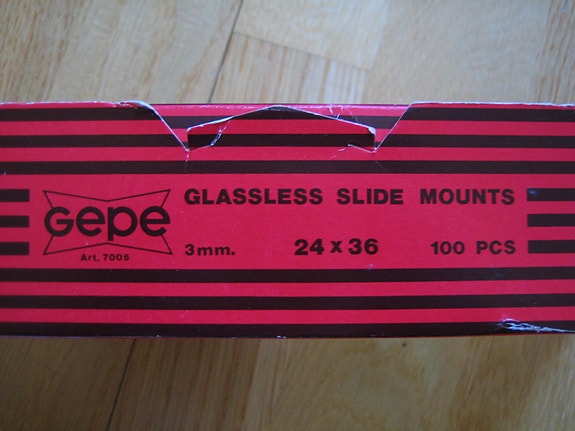 GLASSLESS SLIDE MOUNTS
Gepe
Art. 7005
3mm. 24 x 36 100 PCS